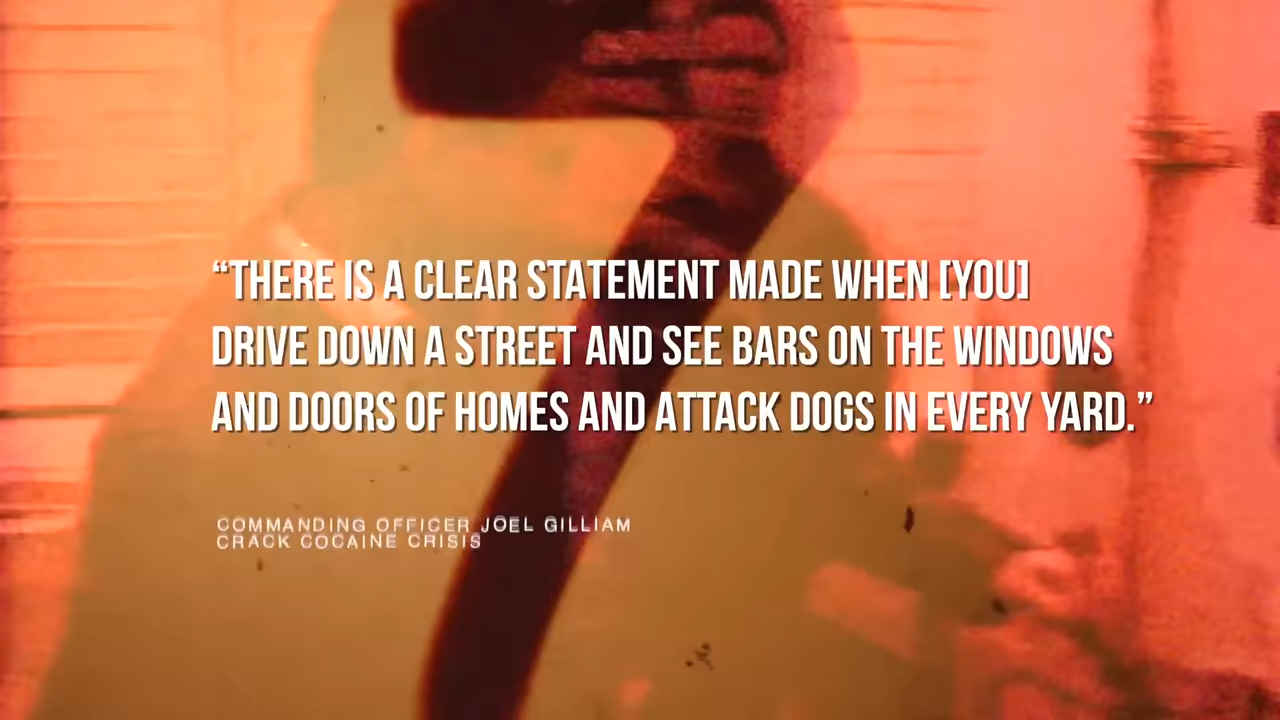 “THERE IS A CLEAR STATEMENT MADE WHEN [YOU]
DRIVE DOWN A STREET AND SEE BARS ON THE WINDOWS
AND DOORS OF HOMES AND ATTACK DOGS IN EVERY YARD.”
COMMANDING OFFICER JOEL GILLIAM
CRACK COCAINE CRISIS
7